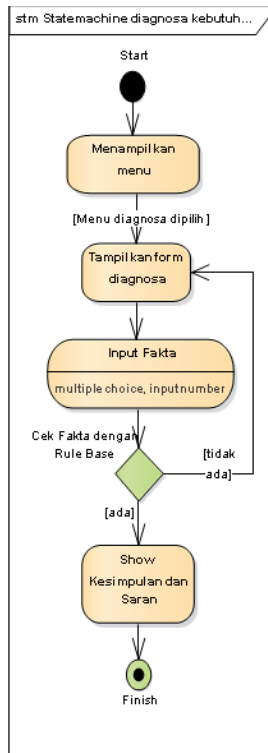 stm Statemachine diagnosa kebutuh...
Start
Menampilkan
menu
[Menu diagnosa dipilih]
Tampilkan form
diagnosa
Input Fakta
multiple choice, inputnumber
Cek Fakta dengan
Rule Base
[tidak
ada]
[ada]
Show
Kesimpulan dan
Saran
Finish